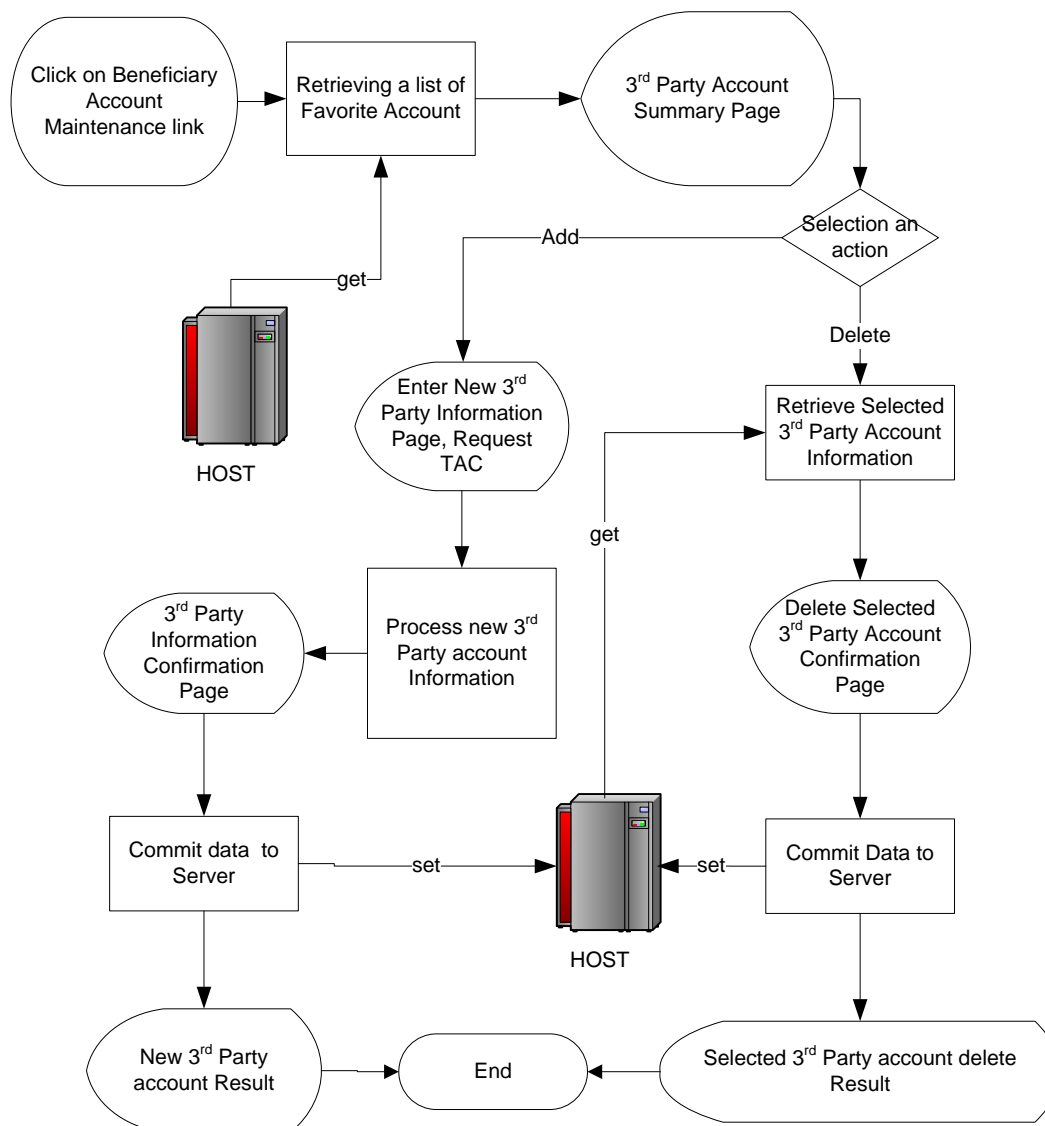 Click on Beneficiary
Account
Maintenance link
Retrieving a list of
Favorite Account
3rd Party Account
Summary Page
Selection an
action
Add
get
Delete
HOST
Enter New 3rd
Party Information
Page, Request
TAC
Retrieve Selected
3rd Party Account
Information
get
3rd Party
Information
Confirmation
Page
Process new 3rd
Party account
Information
Delete Selected
3rd Party Account
Confirmation
Page
Commit data to
Server
set
set
Commit Data to
Server
HOST
New 3rd Party
account Result
End
Selected 3rd Party account delete
Result